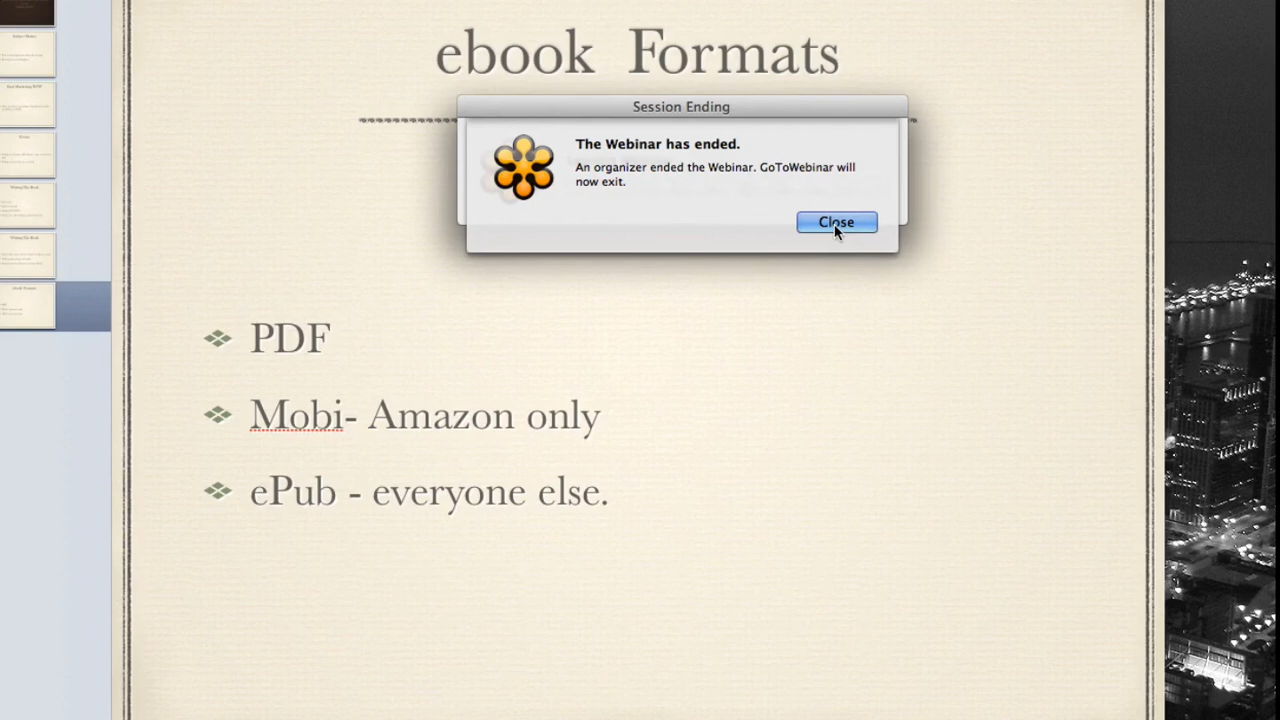 ebook Formats
Session Ending
The Webinar has ended.
An organizer ended the Webinar. GoToWebinar will
now exit.
Close
PDF
Mobi- Amazon only
ePub - everyone else.